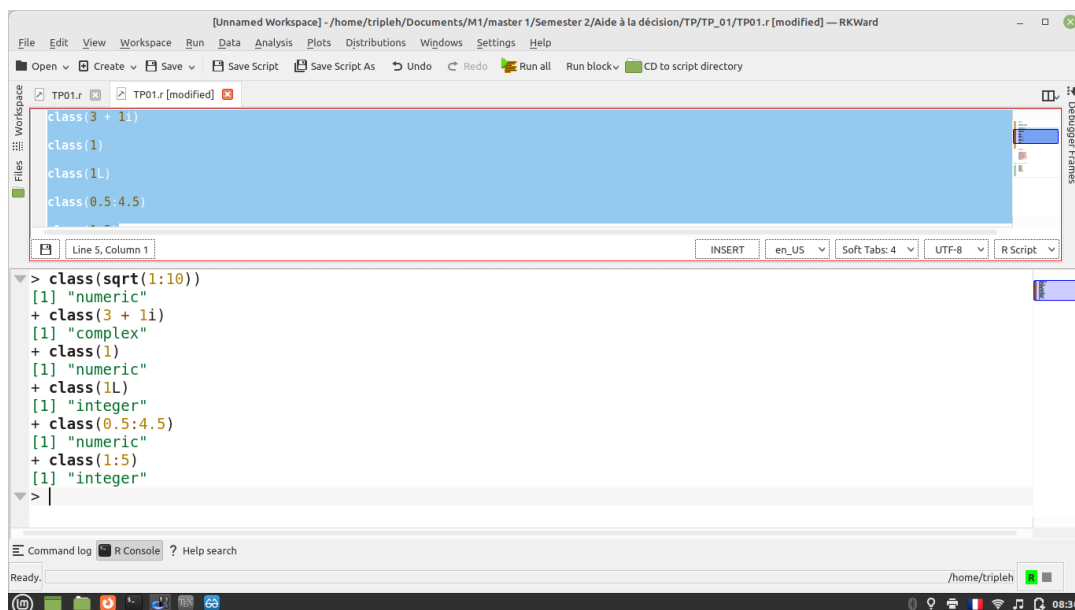 [Unnamed Workspace] - /home/tripleh/Documents/M1/master 1/Semester 2/Aide à la décision/TP/TP_01/TP01.r [modified] — RKWard
File Edit View Workspace Run Data Analysis Plots Distributions Windows Settings Help
Open Create Save Save Script Save Script As Undo Redo Run all Run block CD to script directory
Workspace
Files
TP01.r TP01.r [modified]
Debugger Frames
class(3 + 1i)
class(1)
class(1L)
class(0.5:4.5)
Line 5, Column 1 INSERT en_US Soft Tabs: 4 UTF-8 R Script
> class(sqrt(1:10))
[1] "numeric"
+ class(3 + 1i)
[1] "complex"
+ class(1)
[1] "numeric"
+ class(1L)
[1] "integer"
+ class(0.5:4.5)
[1] "numeric"
+ class(1:5)
[1] "integer"
>
Command log R Console ? Help search
Ready. /home/tripleh R